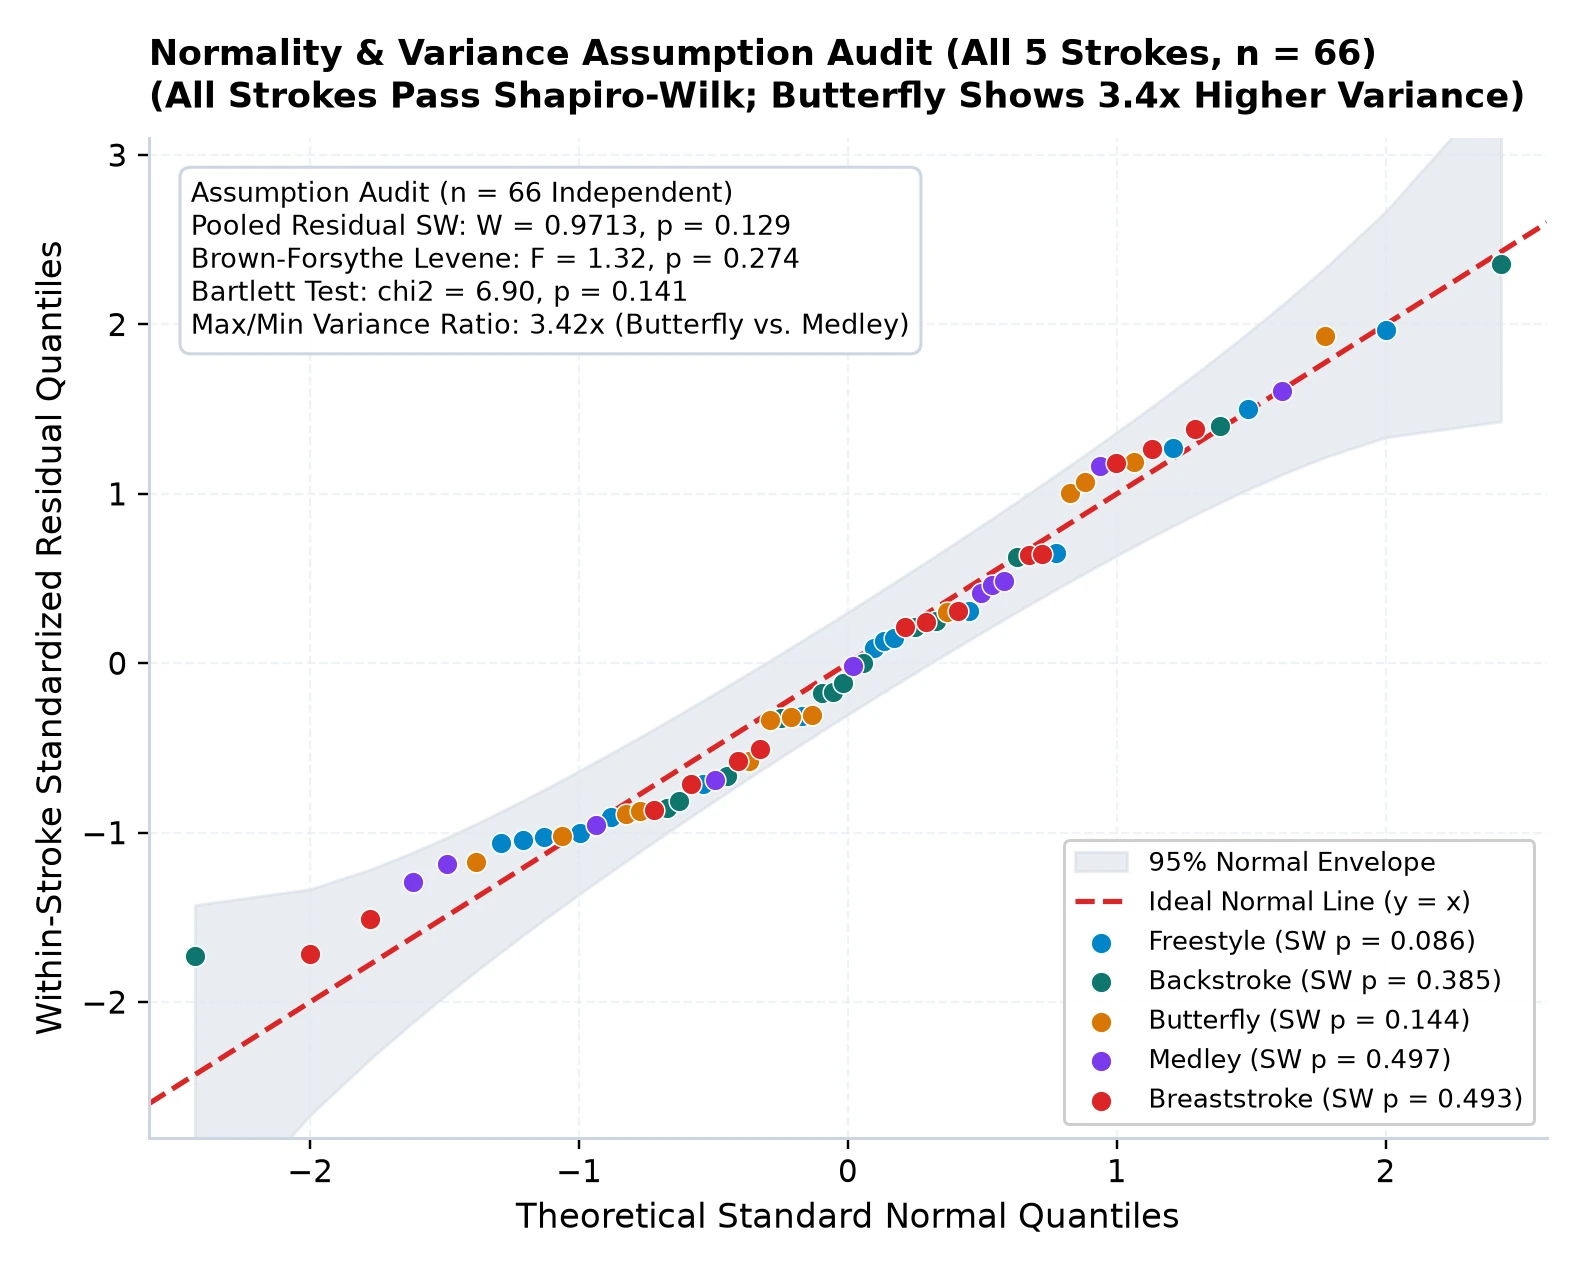 Normality & Variance Assumption Audit (All 5 Strokes, n = 66)
(All Strokes Pass Shapiro-Wilk; Butterfly Shows 3.4x Higher Variance)
Assumption Audit (n = 66 Independent)
Pooled Residual SW: W = 0.9713, p = 0.129
Brown-Forsythe Levene: F = 1.32, p = 0.274
Bartlett Test: chi2 = 6.90, p = 0.141
Max/Min Variance Ratio: 3.42x (Butterfly vs. Medley)
Within-Stroke Standardized Residual Quantiles
3
2
1
0
−1
−2
95% Normal Envelope
Ideal Normal Line (y = x)
Freestyle (SW p = 0.086)
Backstroke (SW p = 0.385)
Butterfly (SW p = 0.144)
Medley (SW p = 0.497)
Breaststroke (SW p = 0.493)
−2
−1
0
1
2
Theoretical Standard Normal Quantiles